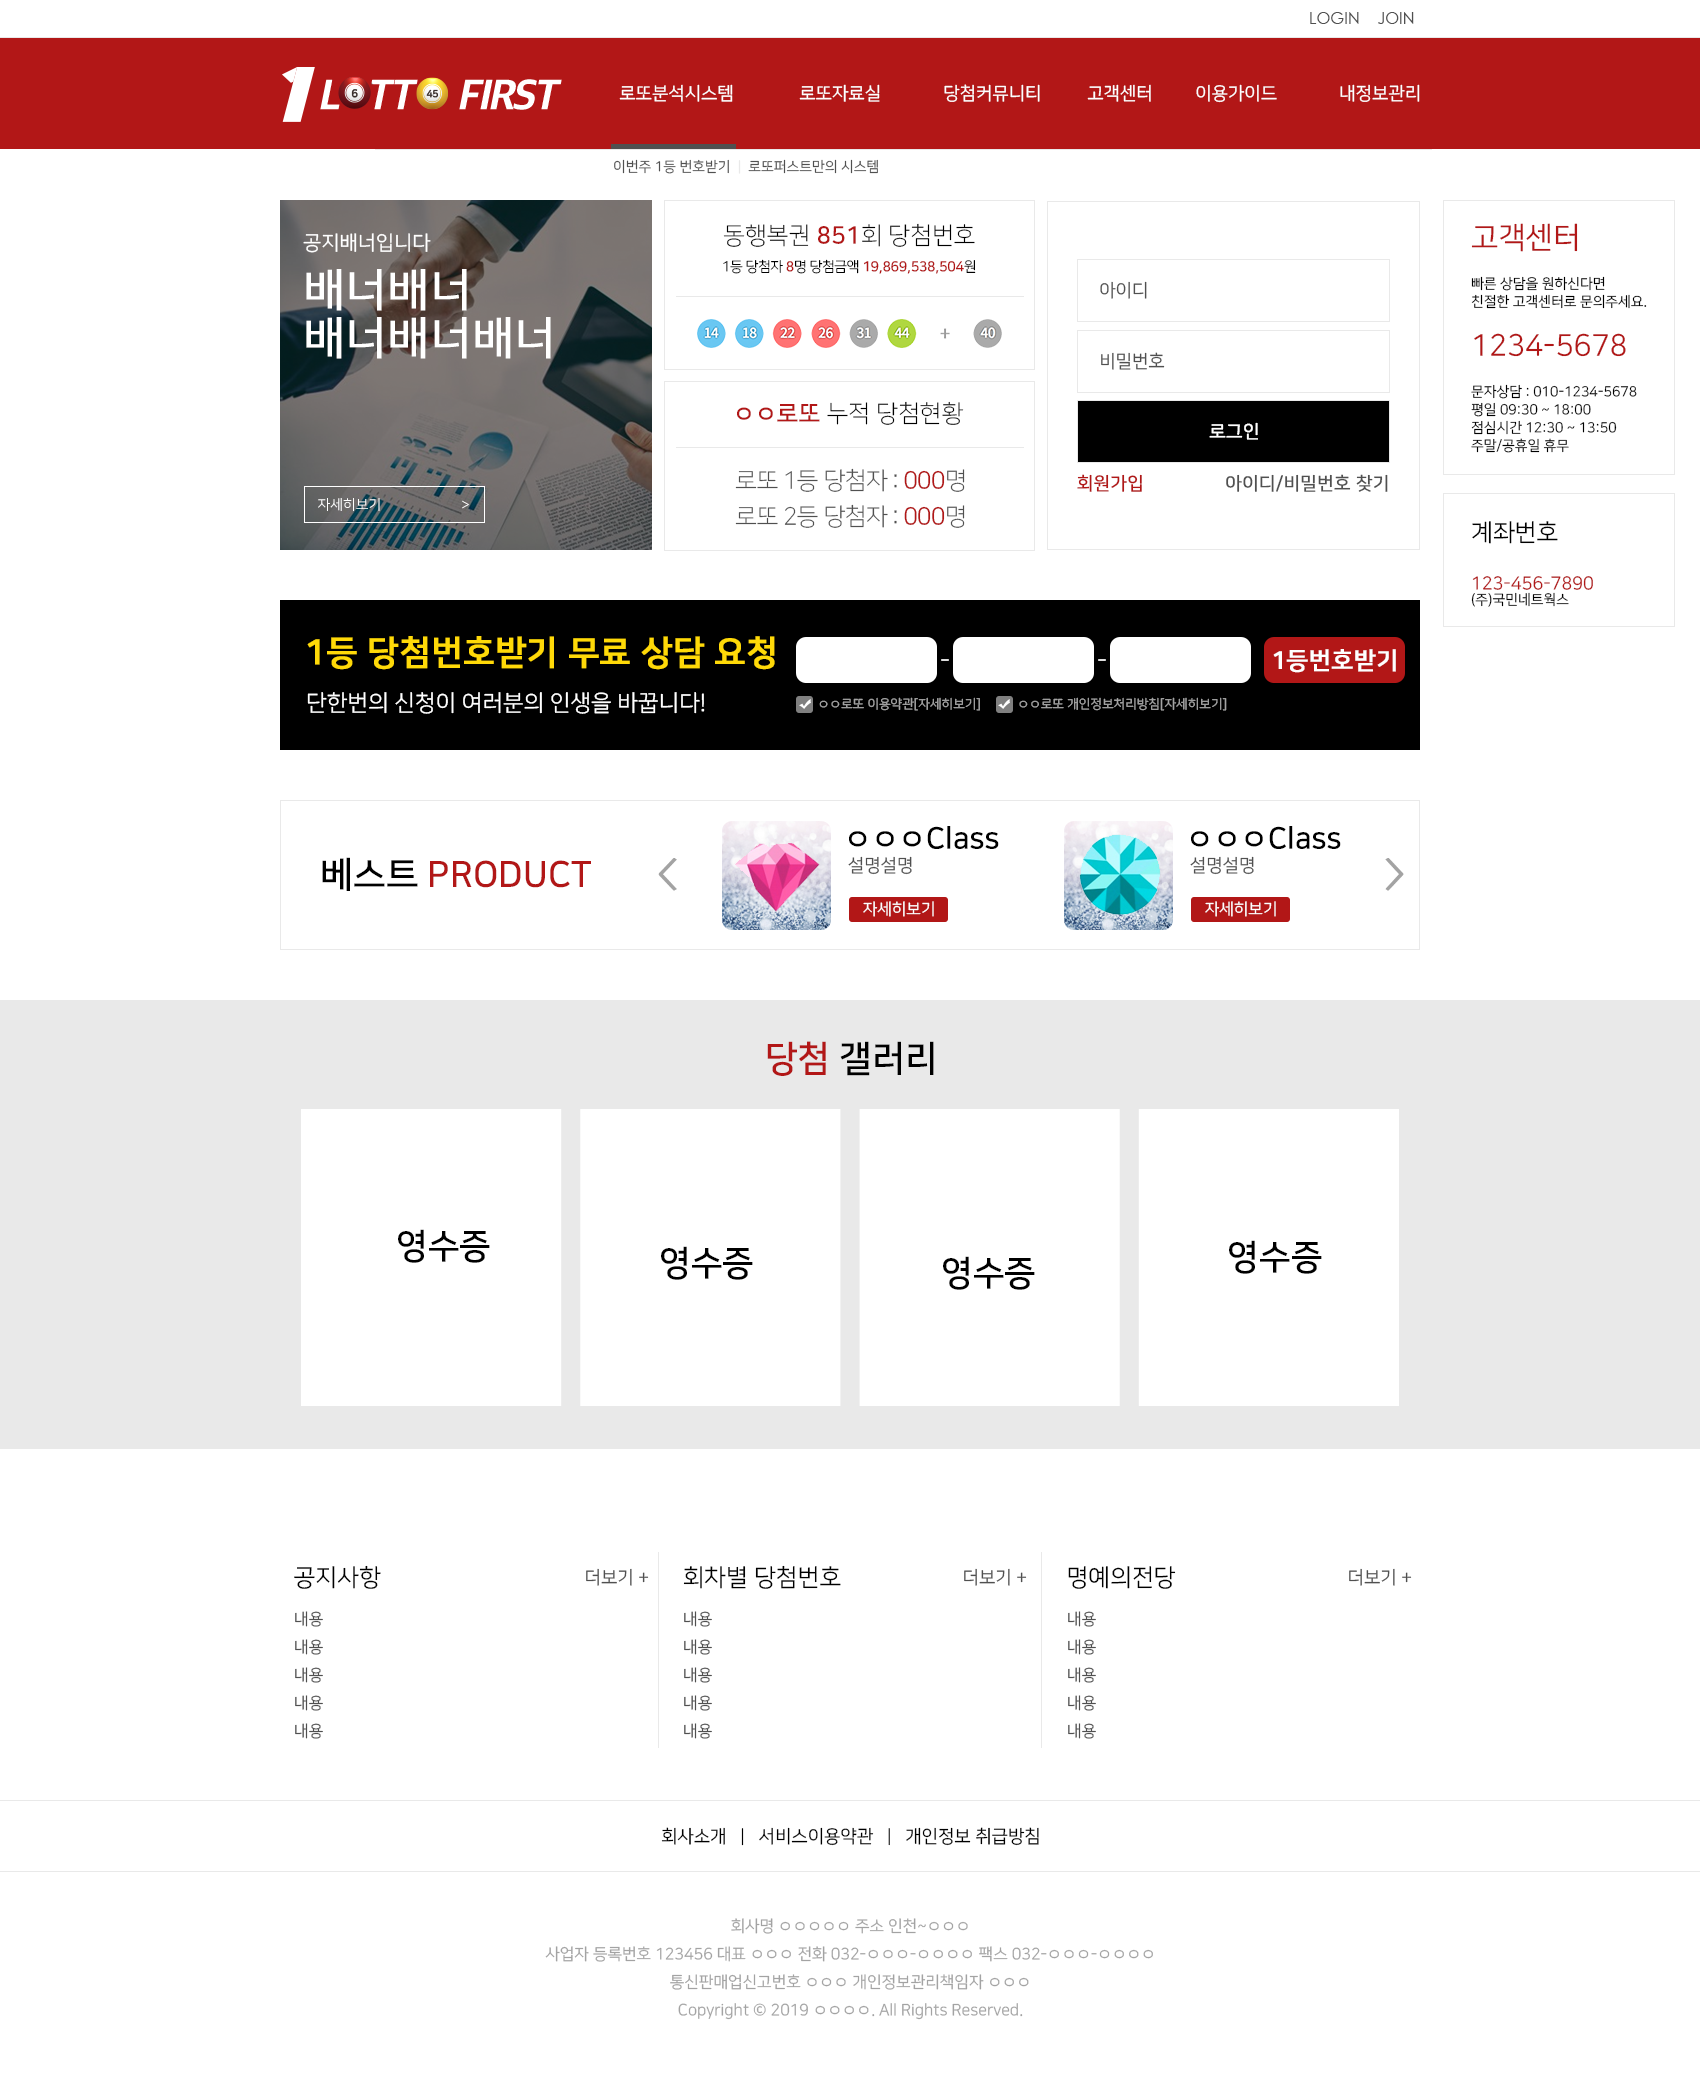 LOGIN JOIN
1 LOTTO FIRST
6 45
로또분석시스템 로또자료실 당첨커뮤니티 고객센터 이용가이드 내정보관리
이번주 1등 번호받기 | 로또퍼스트만의 시스템
공지배너입니다
배너배너
배너배너배너
자세히보기 >
동행복권 851회 당첨번호
1등 당첨자 8명 당첨금액 19,869,538,504원
14 18 22 26 31 44 + 40
ㅇㅇ로또 누적 당첨현황
로또 1등 당첨자 : 000명
로또 2등 당첨자 : 000명
아이디
비밀번호
로그인
회원가입 아이디/비밀번호 찾기
고객센터
빠른 상담을 원하신다면
친절한 고객센터로 문의주세요.
1234-5678
문자상담 : 010-1234-5678
평일 09:30 ~ 18:00
점심시간 12:30 ~ 13:50
주말/공휴일 휴무
계좌번호
123-456-7890
(주)국민네트웍스
1등 당첨번호받기 무료 상담 요청
단한번의 신청이 여러분의 인생을 바꿉니다!
- -
1등번호받기
ㅇㅇ로또 이용약관[자세히보기] ㅇㅇ로또 개인정보처리방침[자세히보기]
베스트 PRODUCT
ㅇㅇㅇClass
설명설명
자세히보기
ㅇㅇㅇClass
설명설명
자세히보기
당첨 갤러리
영수증
영수증
영수증
영수증
공지사항 더보기 +
내용
내용
내용
내용
내용
회차별 당첨번호 더보기 +
내용
내용
내용
내용
내용
명예의전당 더보기 +
내용
내용
내용
내용
내용
회사소개 | 서비스이용약관 | 개인정보 취급방침
회사명 ㅇㅇㅇㅇㅇ 주소 인천~ㅇㅇㅇ
사업자 등록번호 123456 대표 ㅇㅇㅇ 전화 032-ㅇㅇㅇ-ㅇㅇㅇㅇ 팩스 032-ㅇㅇㅇ-ㅇㅇㅇㅇ
통신판매업신고번호 ㅇㅇㅇ 개인정보관리책임자 ㅇㅇㅇ
Copyright © 2019 ㅇㅇㅇㅇ. All Rights Reserved.